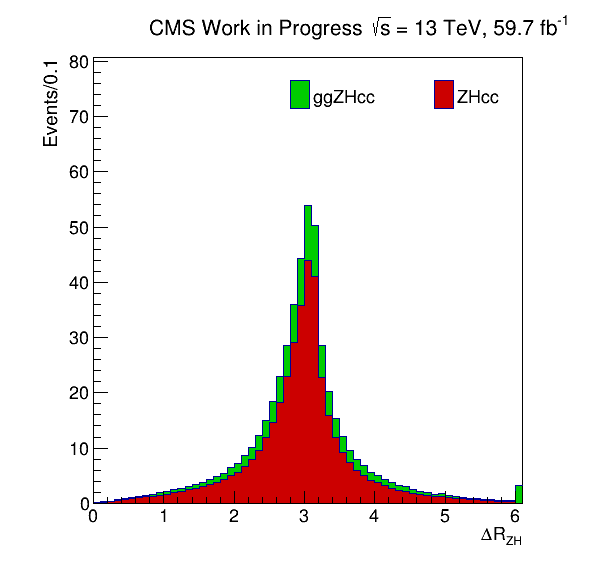 CMS Work in Progress √s = 13 TeV, 59.7 fb⁻¹
Events/0.1
80
70
60
50
40
30
20
10
0
ggZHcc ZHcc
0 1 2 3 4 5 6
ΔR_ZH